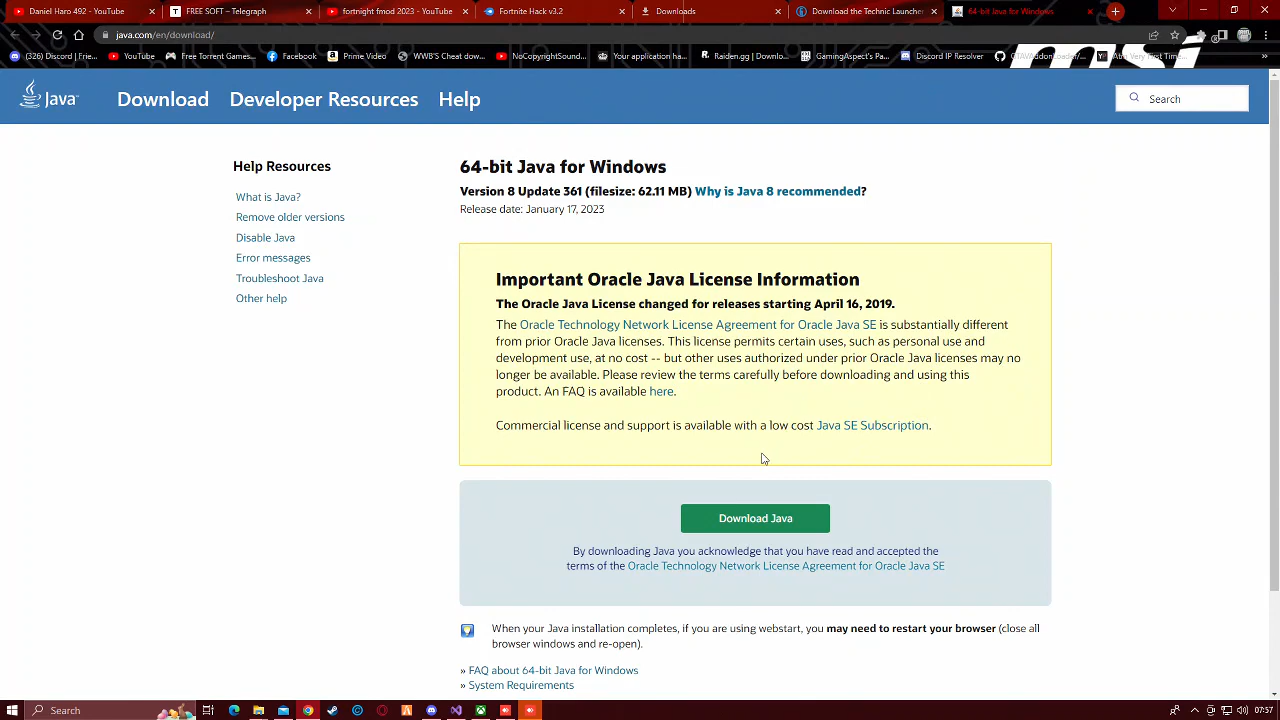 Daniel Haro 492 - YouTube
FREE SOFT – Telegraph
fortnight fmod 2023 - YouTube
Fortnite Hack v3.2
Downloads
Download the Technic Launcher
64-bit Java for Windows
java.com/en/download/
(326) Discord | Frie...
YouTube
Free Torrent Games...
Facebook
Prime Video
WWR'S Cheat dow...
NoCopyrightSound...
Your application ha...
Raiden.gg | Downlo...
GamingAspect's Pa...
Discord IP Resolver
GTAVAddonLoader/...
Atm Very First Time...
Java
Download
Developer Resources
Help
Search
Help Resources
What is Java?
Remove older versions
Disable Java
Error messages
Troubleshoot Java
Other help
64-bit Java for Windows
Version 8 Update 361 (filesize: 62.11 MB) Why is Java 8 recommended?
Release date: January 17, 2023
Important Oracle Java License Information
The Oracle Java License changed for releases starting April 16, 2019.
The Oracle Technology Network License Agreement for Oracle Java SE is substantially different
from prior Oracle Java licenses. This license permits certain uses, such as personal use and
development use, at no cost -- but other uses authorized under prior Oracle Java licenses may no
longer be available. Please review the terms carefully before downloading and using this
product. An FAQ is available here.
Commercial license and support is available with a low cost Java SE Subscription.
Download Java
By downloading Java you acknowledge that you have read and accepted the
terms of the Oracle Technology Network License Agreement for Oracle Java SE
When your Java installation completes, if you are using webstart, you may need to restart your browser (close all
browser windows and re-open).
» FAQ about 64-bit Java for Windows
» System Requirements
Search
07:57